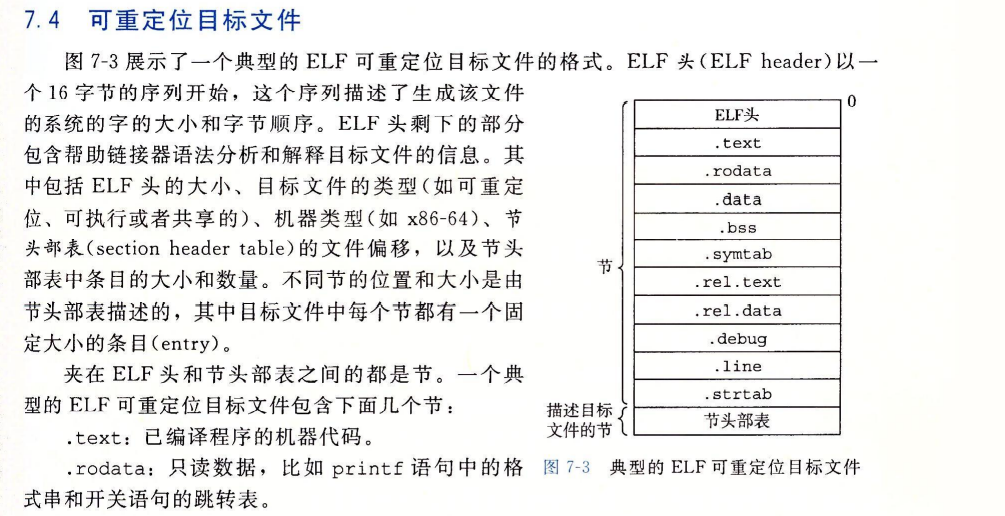 7.4 可重定位目标文件
图 7-3 展示了一个典型的 ELF 可重定位目标文件的格式。ELF 头(ELF header)以一
个 16 字节的序列开始，这个序列描述了生成该文件
的系统的字的大小和字节顺序。ELF 头剩下的部分
包含帮助链接器语法分析和解释目标文件的信息。其
中包括 ELF 头的大小、目标文件的类型(如可重定
位、可执行或者共享的)、机器类型(如 x86-64)、节
头部表(section header table)的文件偏移，以及节头
部表中条目的大小和数量。不同节的位置和大小是由
节头部表描述的，其中目标文件中每个节都有一个固
定大小的条目(entry)。
夹在 ELF 头和节头部表之间的都是节。一个典
型的 ELF 可重定位目标文件包含下面几个节：
.text：已编译程序的机器代码。
.rodata：只读数据，比如 printf 语句中的格
式串和开关语句的跳转表。
0
ELF头
.text
.rodata
.data
.bss
.symtab
.rel.text
.rel.data
.debug
.line
.strtab
节头部表
节
描述目标
文件的节
图 7-3 典型的 ELF 可重定位目标文件